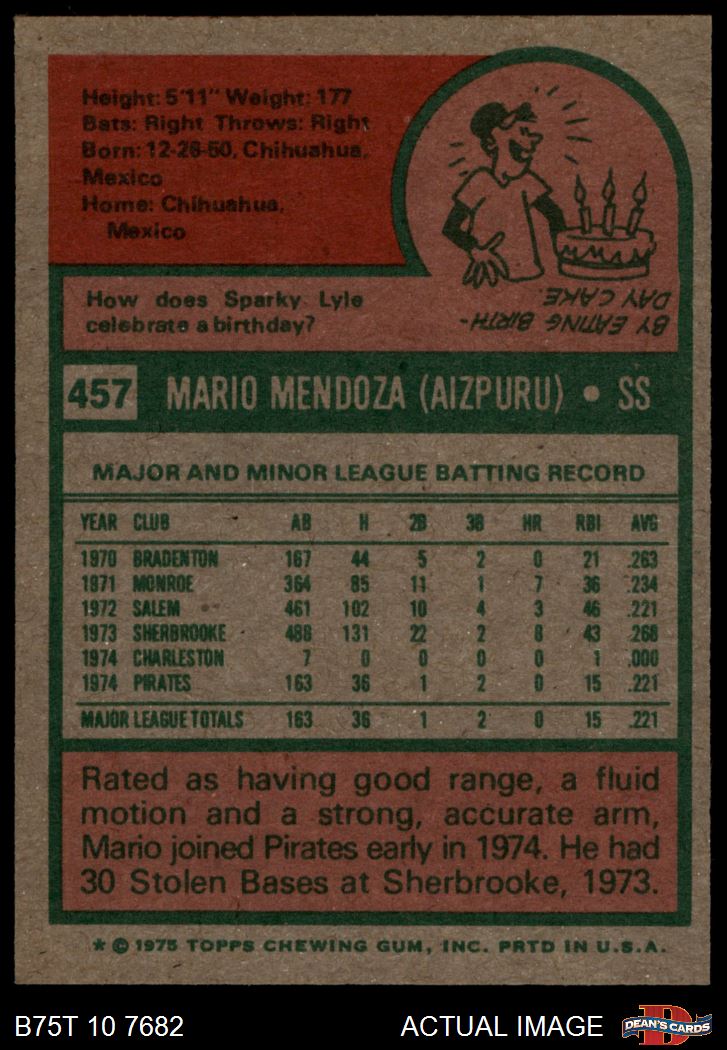 Height: 5'11" Weight: 177
Bats: Right Throws: Right
Born: 12-26-50, Chihuahua,
Mexico
Home: Chihuahua,
Mexico
How does Sparky Lyle
celebrate a birthday?
BY EATING BIRTH-
DAY CAKE.
457 MARIO MENDOZA (AIZPURU) • SS
MAJOR AND MINOR LEAGUE BATTING RECORD
YEAR CLUB AB H 2B 3B HR RBI AVG
1970 BRADENTON 167 44 5 2 0 21 .263
1971 MONROE 364 85 11 1 7 36 .234
1972 SALEM 461 102 10 4 3 46 .221
1973 SHERBROOKE 488 131 22 2 8 43 .268
1974 CHARLESTON 7 0 0 0 0 1 .000
1974 PIRATES 163 36 1 2 0 15 .221
MAJOR LEAGUE TOTALS 163 36 1 2 0 15 .221
Rated as having good range, a fluid
motion and a strong, accurate arm,
Mario joined Pirates early in 1974. He had
30 Stolen Bases at Sherbrooke, 1973.
* © 1975 TOPPS CHEWING GUM, INC. PRTD IN U.S.A.
B75T 10 7682 ACTUAL IMAGE D DEAN'S CARDS